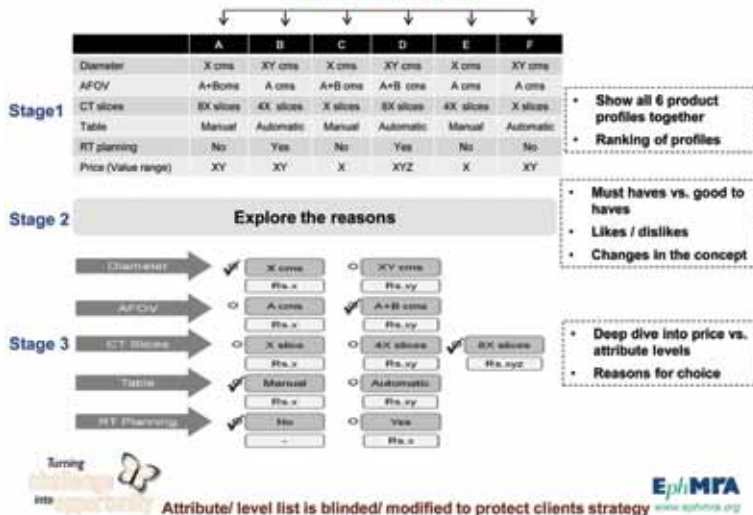 A B C D E F
Diameter X cms XY cms X cms XY cms X cms XY cms
AFOV A+Bcms A cms A+B cms A+B cms A cms A cms
CT slices 8X slices 4X slices X slices 8X slices 4X slices X slices
Table Manual Automatic Manual Automatic Manual Automatic
RT planning No Yes No Yes No No
Price (Value range) XY XY X XYZ X XY
Stage1
• Show all 6 product profiles together
• Ranking of profiles
Stage 2
Explore the reasons
• Must haves vs. good to haves
• Likes / dislikes
• Changes in the concept
Stage 3
Diameter X cms XY cms
Rs.x Rs.xy
AFOV A cms A+B cms
Rs.x Rs.xy
CT Slices X slice 4X slices 8X slices
Rs.x Rs.xy Rs.xyz
Table Manual Automatic
Rs.x Rs.xy
RT Planning No Yes
- Rs.x
• Deep dive into price vs. attribute levels
• Reasons for choice
Turning
challenge
into opportunity
Attribute/ level list is blinded/ modified to protect clients strategy
EphMRA
www.ephmra.org